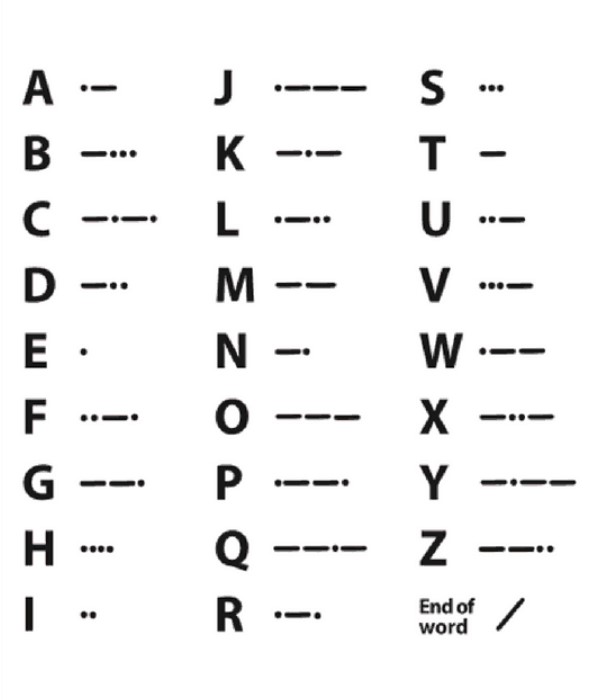 A ·— J ·——— S ···
B —··· K —·— T —
C —·—· L ·—·· U ··—
D —·· M —— V ···—
E · N —· W ·——
F ··—· O ——— X —··—
G ——· P ·——· Y —·——
H ···· Q ——·— Z ——··
I ·· R ·—· End of word /